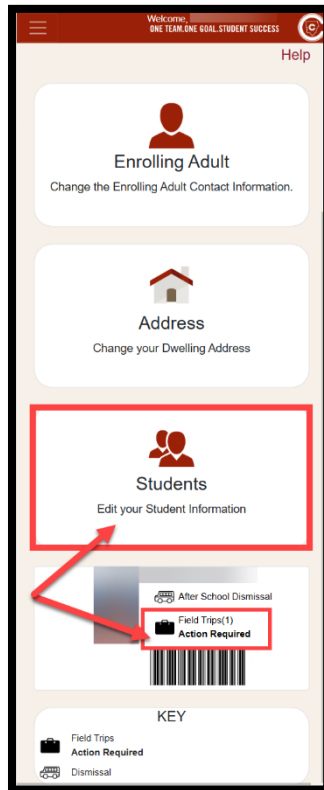 Welcome,
ONE TEAM.ONE GOAL.STUDENT SUCCESS
C
Help
Enrolling Adult
Change the Enrolling Adult Contact Information.
Address
Change your Dwelling Address
Students
Edit your Student Information
After School Dismissal
Field Trips(1)
Action Required
KEY
Field Trips
Action Required
Dismissal